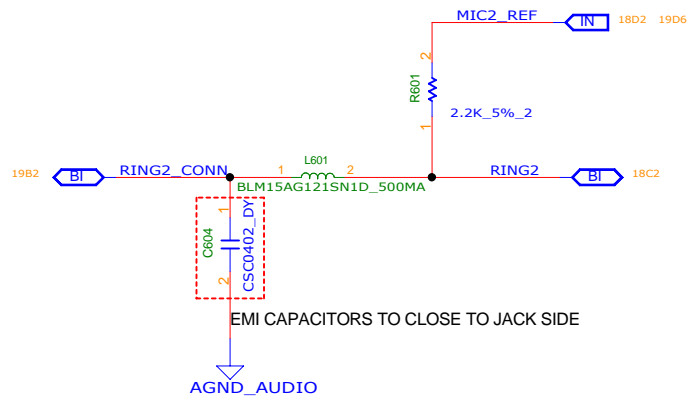 MIC2_REF
IN
18D2 19D6
2
R601
2.2K_5%_2
1
19B2
BI
RING2_CONN
1
L601
2
RING2
BI
18C2
BLM15AG121SN1D_500MA
1
C604
CSC0402_DY
2
EMI CAPACITORS TO CLOSE TO JACK SIDE
AGND_AUDIO